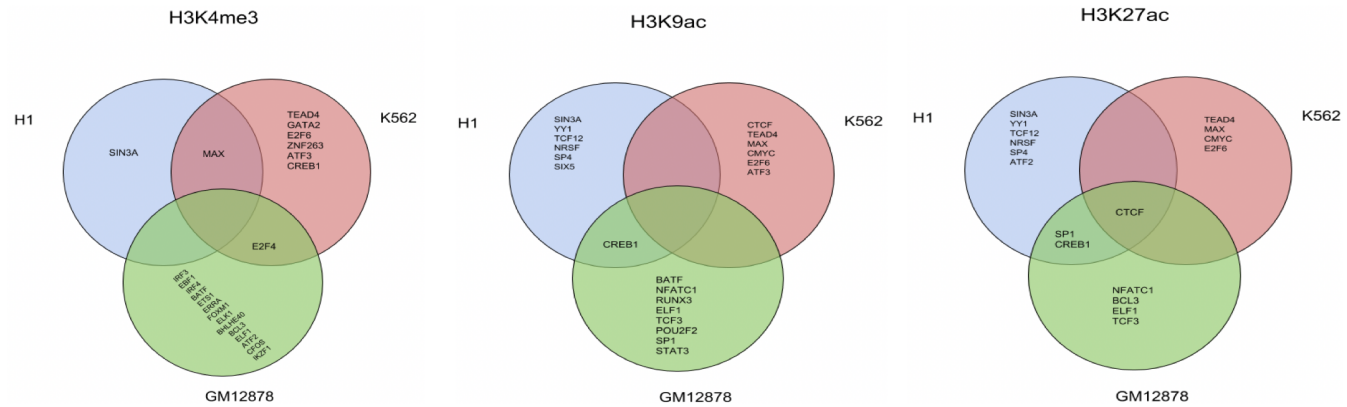 H3K4me3
H1
K562
SIN3A
MAX
TEAD4
GATA2
E2F6
ZNF263
ATF3
CREB1
E2F4
IRF3
EBF1
IRF4
BATF
ETS1
ERRA
FOXM1
ELK1
BHLHE40
BCL3
ELF1
ATF2
CFOS
IKZF1
GM12878
H3K9ac
H1
K562
SIN3A
YY1
TCF12
NRSF
SP4
SIX5
CTCF
TEAD4
MAX
CMYC
E2F6
ATF3
CREB1
BATF
NFATC1
RUNX3
ELF1
TCF3
POU2F2
SP1
STAT3
GM12878
H3K27ac
H1
K562
SIN3A
YY1
TCF12
NRSF
SP4
ATF2
TEAD4
MAX
CMYC
E2F6
CTCF
SP1
CREB1
NFATC1
BCL3
ELF1
TCF3
GM12878